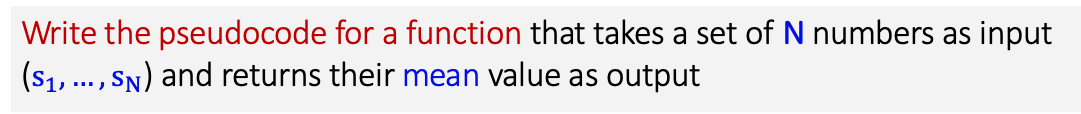 Write the pseudocode for a function that takes a set of N numbers as input
(s₁, ... , s_N) and returns their mean value as output